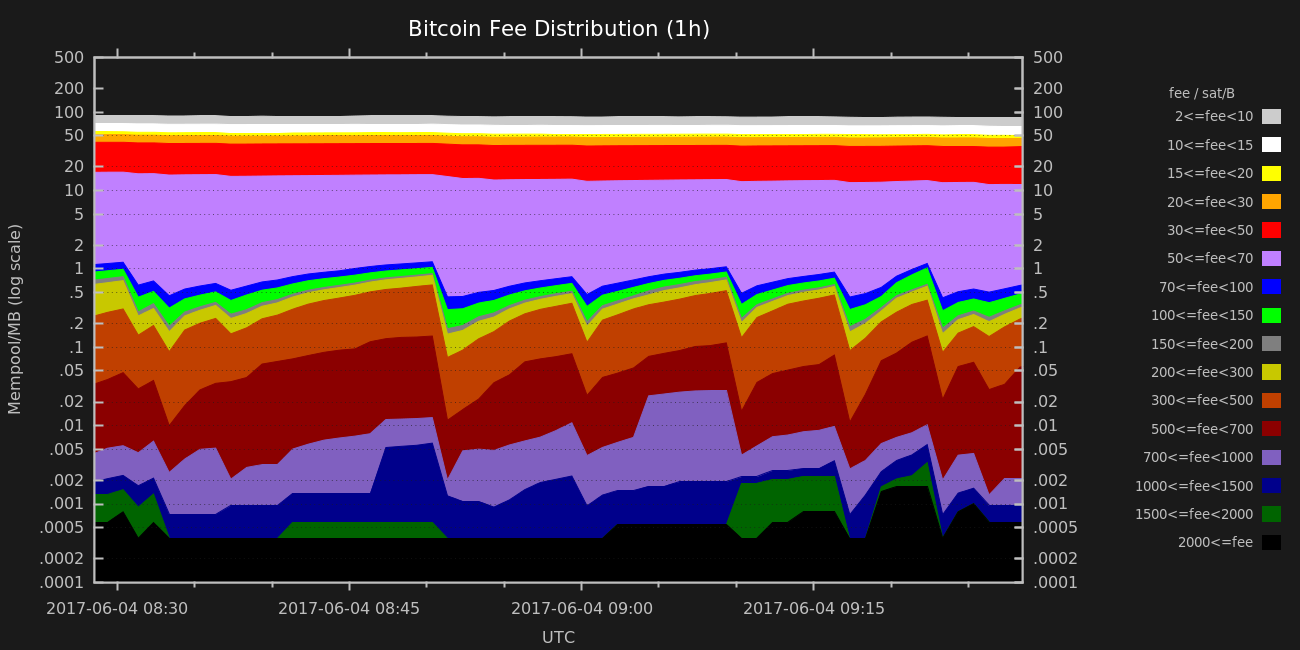 Bitcoin Fee Distribution (1h)
500
200
100
50
20
10
5
2
1
.5
.2
.1
.05
.02
.01
.005
.002
.001
.0005
.0002
.0001
Mempool/MB (log scale)
500
200
100
50
20
10
5
2
1
.5
.2
.1
.05
.02
.01
.005
.002
.001
.0005
.0002
.0001
2017-06-04 08:30
2017-06-04 08:45
2017-06-04 09:00
2017-06-04 09:15
UTC
fee / sat/B
2<=fee<10
10<=fee<15
15<=fee<20
20<=fee<30
30<=fee<50
50<=fee<70
70<=fee<100
100<=fee<150
150<=fee<200
200<=fee<300
300<=fee<500
500<=fee<700
700<=fee<1000
1000<=fee<1500
1500<=fee<2000
2000<=fee